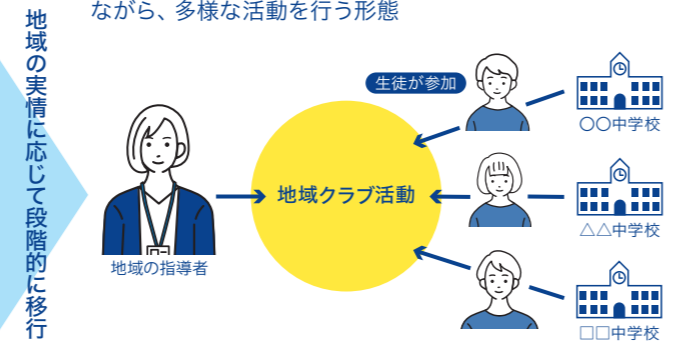 ながら、多様な活動を行う形態
地域の実情に応じて段階的に移行
生徒が参加
〇〇中学校
地域クラブ活動
△△中学校
地域の指導者
□□中学校